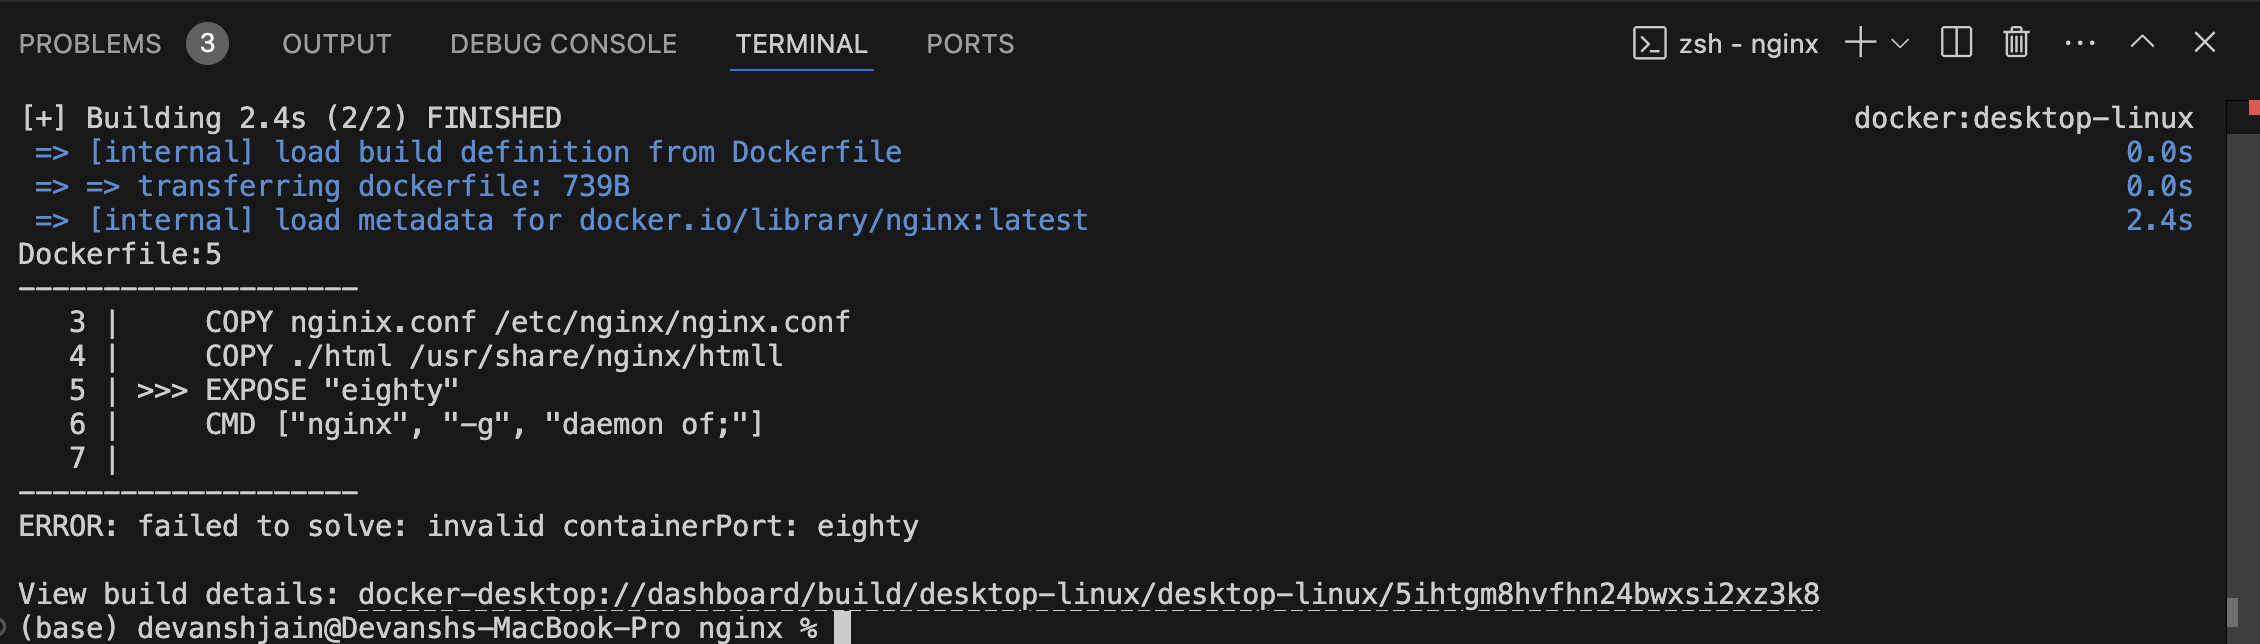 PROBLEMS 3 OUTPUT DEBUG CONSOLE TERMINAL PORTS zsh - nginx
[+] Building 2.4s (2/2) FINISHED docker:desktop-linux
=> [internal] load build definition from Dockerfile 0.0s
=> => transferring dockerfile: 739B 0.0s
=> [internal] load metadata for docker.io/library/nginx:latest 2.4s
Dockerfile:5
--------------------
3 | COPY nginix.conf /etc/nginx/nginx.conf
4 | COPY ./html /usr/share/nginx/htmll
5 | >>> EXPOSE "eighty"
6 | CMD ["nginx", "-g", "daemon of;"]
7 |
--------------------
ERROR: failed to solve: invalid containerPort: eighty
View build details: docker-desktop://dashboard/build/desktop-linux/desktop-linux/5ihtgm8hvfhn24bwxsi2xz3k8
(base) devanshjain@Devanshs-MacBook-Pro nginx %